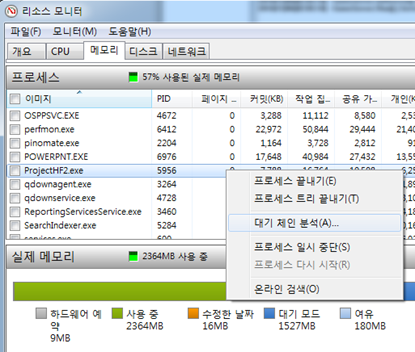 리소스 모니터
파일(F) 모니터(M) 도움말(H)
개요 CPU 메모리 디스크 네트워크
프로세스 57% 사용된 실제 메모리
이미지 PID 페이지 .. 커밋(KB) 작업 집... 공유 가... 개인(K
OSPPSVC.EXE 4672 0 3,288 11,112 8,580 2,53
perfmon.exe 6412 0 22,972 50,844 29,444 21,40
pinomate.exe 2204 0 1,164 3,728 2,812 91
POWERPNT.EXE 6976 0 17,648 40,984 27,432 13,55
ProjectHF2.exe 5956 0
qdownagent.exe 3264
qdownservice.exe 4728
ReportingServicesService.exe 3460
SearchIndexer.exe 5284
services.exe 600
프로세스 끝내기(E)
프로세스 트리 끝내기(T)
대기 체인 분석(A)...
프로세스 일시 중단(S)
프로세스 다시 시작(R)
온라인 검색(O)
실제 메모리 2364MB 사용 중
하드웨어 예약 9MB
사용 중 2364MB
수정한 날짜 16MB
대기 모드 1527MB
여유 180MB